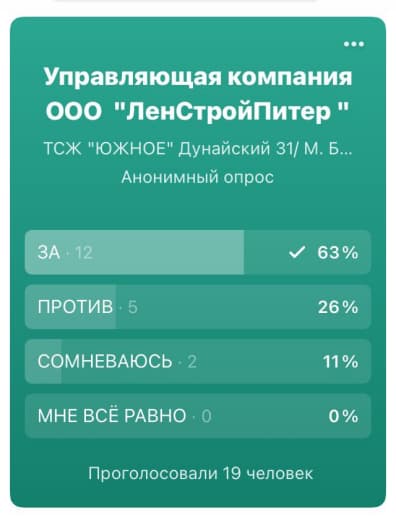 Управляющая компания
ООО "ЛенСтройПитер "
ТСЖ "ЮЖНОЕ" Дунайский 31/ М. Б...
Анонимный опрос
ЗА · 12 63%
ПРОТИВ · 5 26%
СОМНЕВАЮСЬ · 2 11%
МНЕ ВСЁ РАВНО · 0 0%
Проголосовали 19 человек